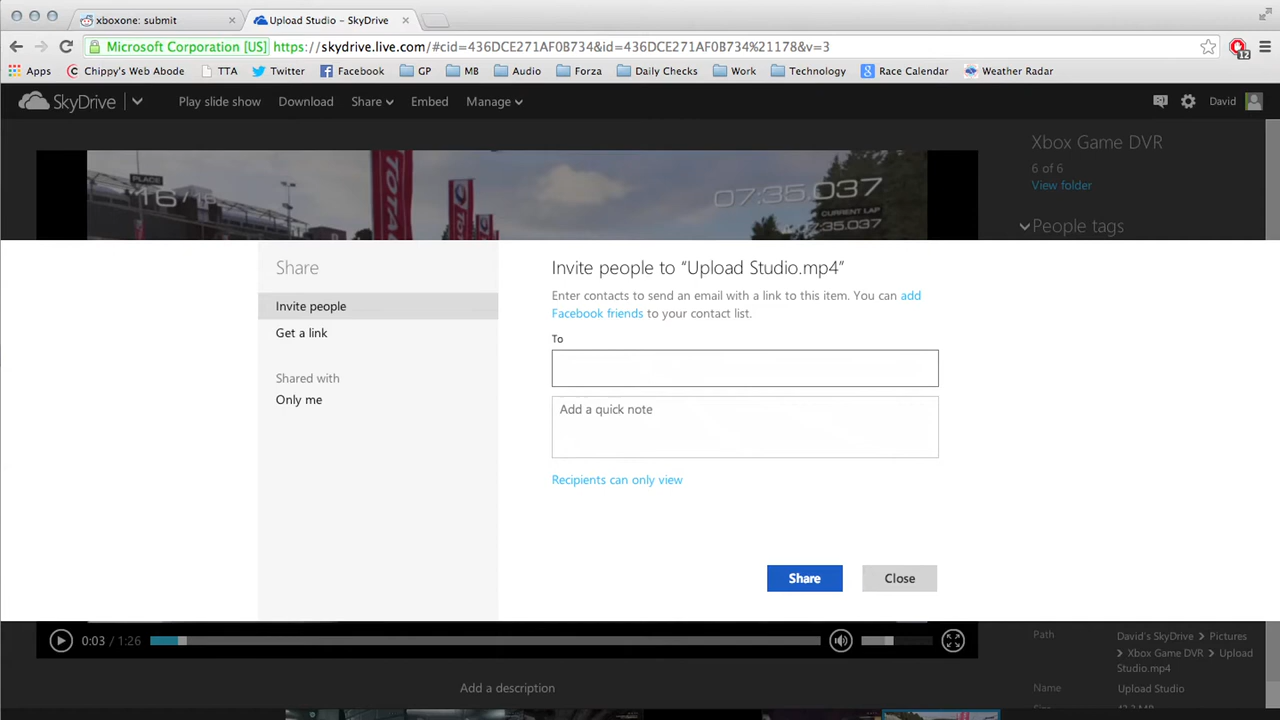 xboxone: submit
Upload Studio – SkyDrive
Microsoft Corporation [US]
https://skydrive.live.com/#cid=436DCE271AF0B734&id=436DCE271AF0B734%21178&v=3
12
Apps
Chippy's Web Abode
TTA
Twitter
Facebook
GP
MB
Audio
Forza
Daily Checks
Work
Technology
Race Calendar
Weather Radar
SkyDrive
Play slide show
Download
Share
Embed
Manage
David
PLACE
TOTAL
07:35.037
CURRENT LAP
07:35.037
Xbox Game DVR
6 of 6
View folder
People tags
Share
Invite people
Get a link
Shared with
Only me
Invite people to “Upload Studio.mp4”
Enter contacts to send an email with a link to this item. You can add
Facebook friends to your contact list.
To
Add a quick note
Recipients can only view
Share
Close
0:03 / 1:26
Add a description
Path
David's SkyDrive
Pictures
Xbox Game DVR
Upload
Studio.mp4
Name
Upload Studio